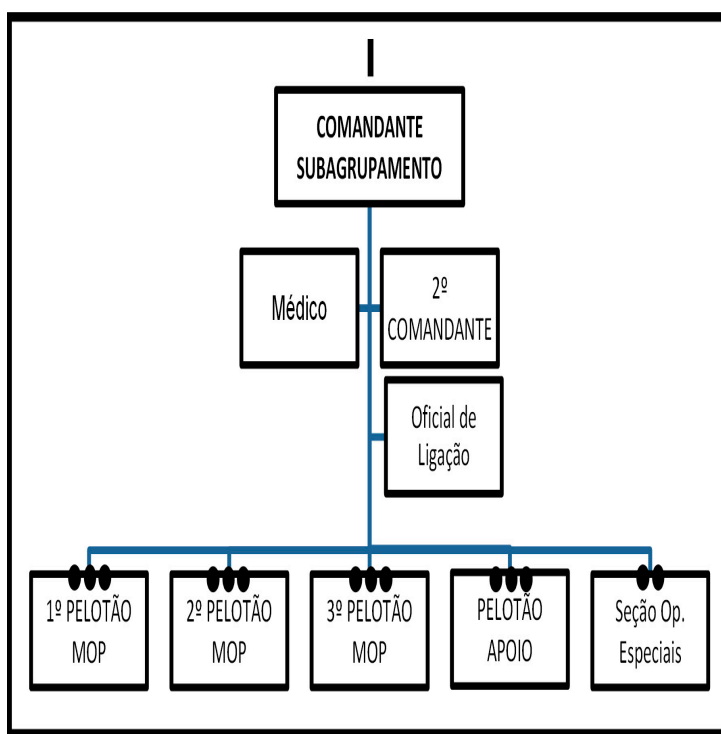 COMANDANTE
SUBAGRUPAMENTO
Médico
2º
COMANDANTE
Oficial de
Ligação
1º PELOTÃO
MOP
2º PELOTÃO
MOP
3º PELOTÃO
MOP
PELOTÃO
APOIO
Seção Op.
Especiais